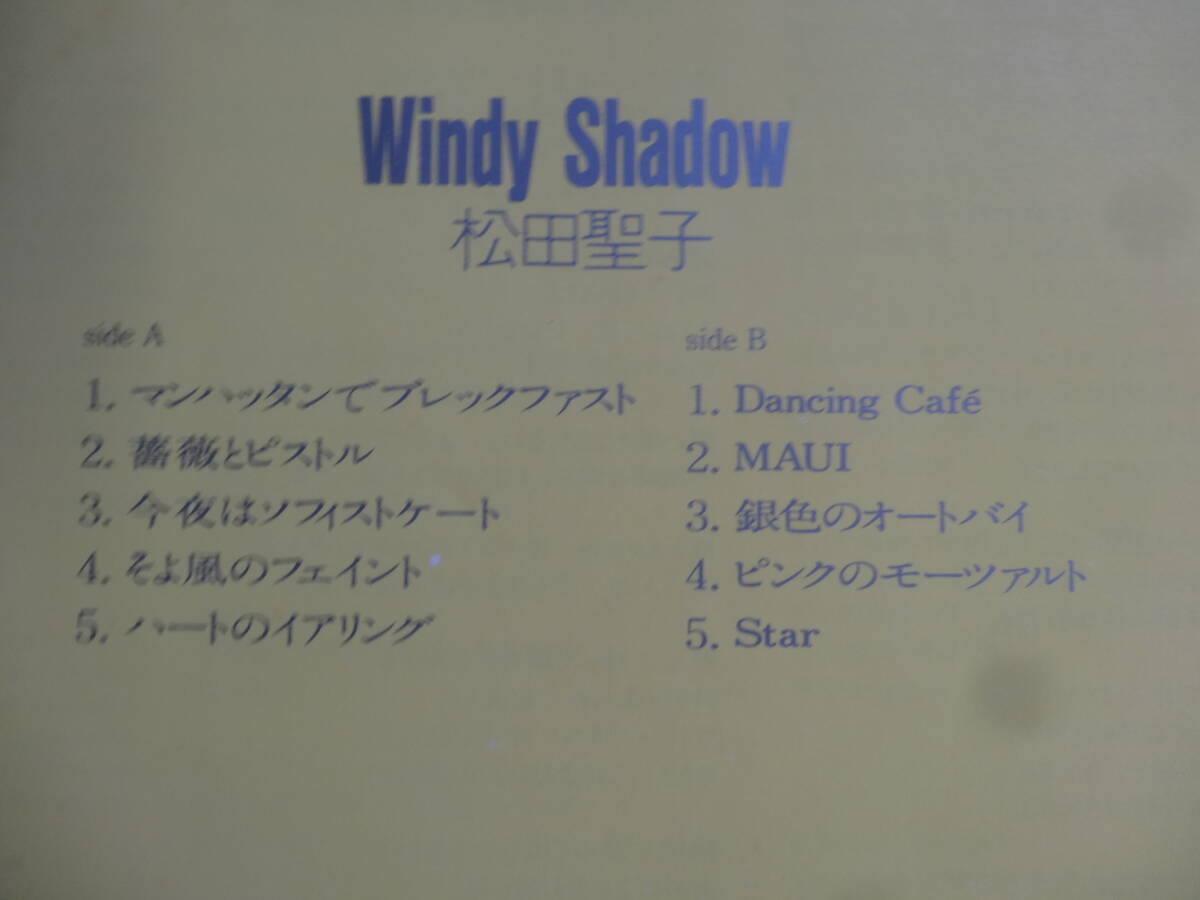 Windy Shadow
松田聖子
side A
1. マンハッタンでブレックファスト
2. 薔薇とピストル
3. 今夜はソフィストケート
4. そよ風のフェイント
5. ハートのイアリング
side B
1. Dancing Café
2. MAUI
3. 銀色のオートバイ
4. ピンクのモーツァルト
5. Star